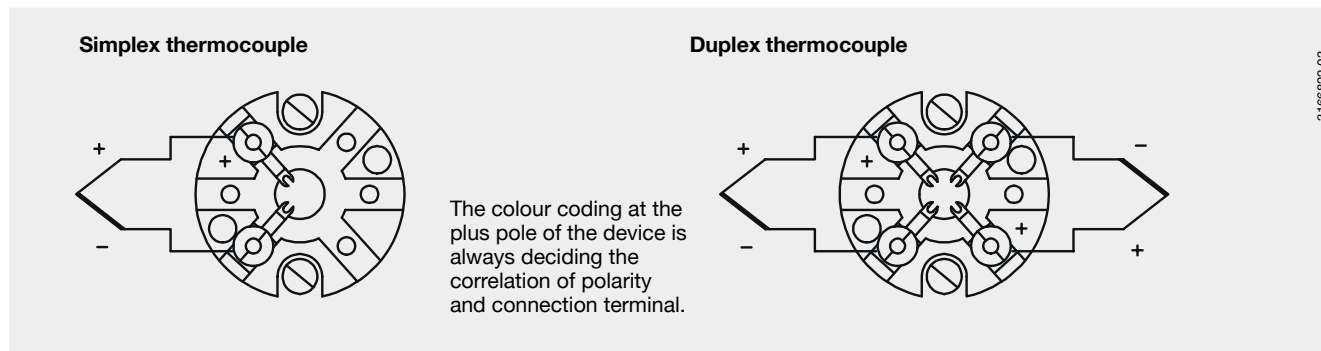 Simplex thermocouple
Duplex thermocouple
+
+
−
The colour coding at the
plus pole of the device is
always deciding the
correlation of polarity
and connection terminal.
+
+
−
−
+
+